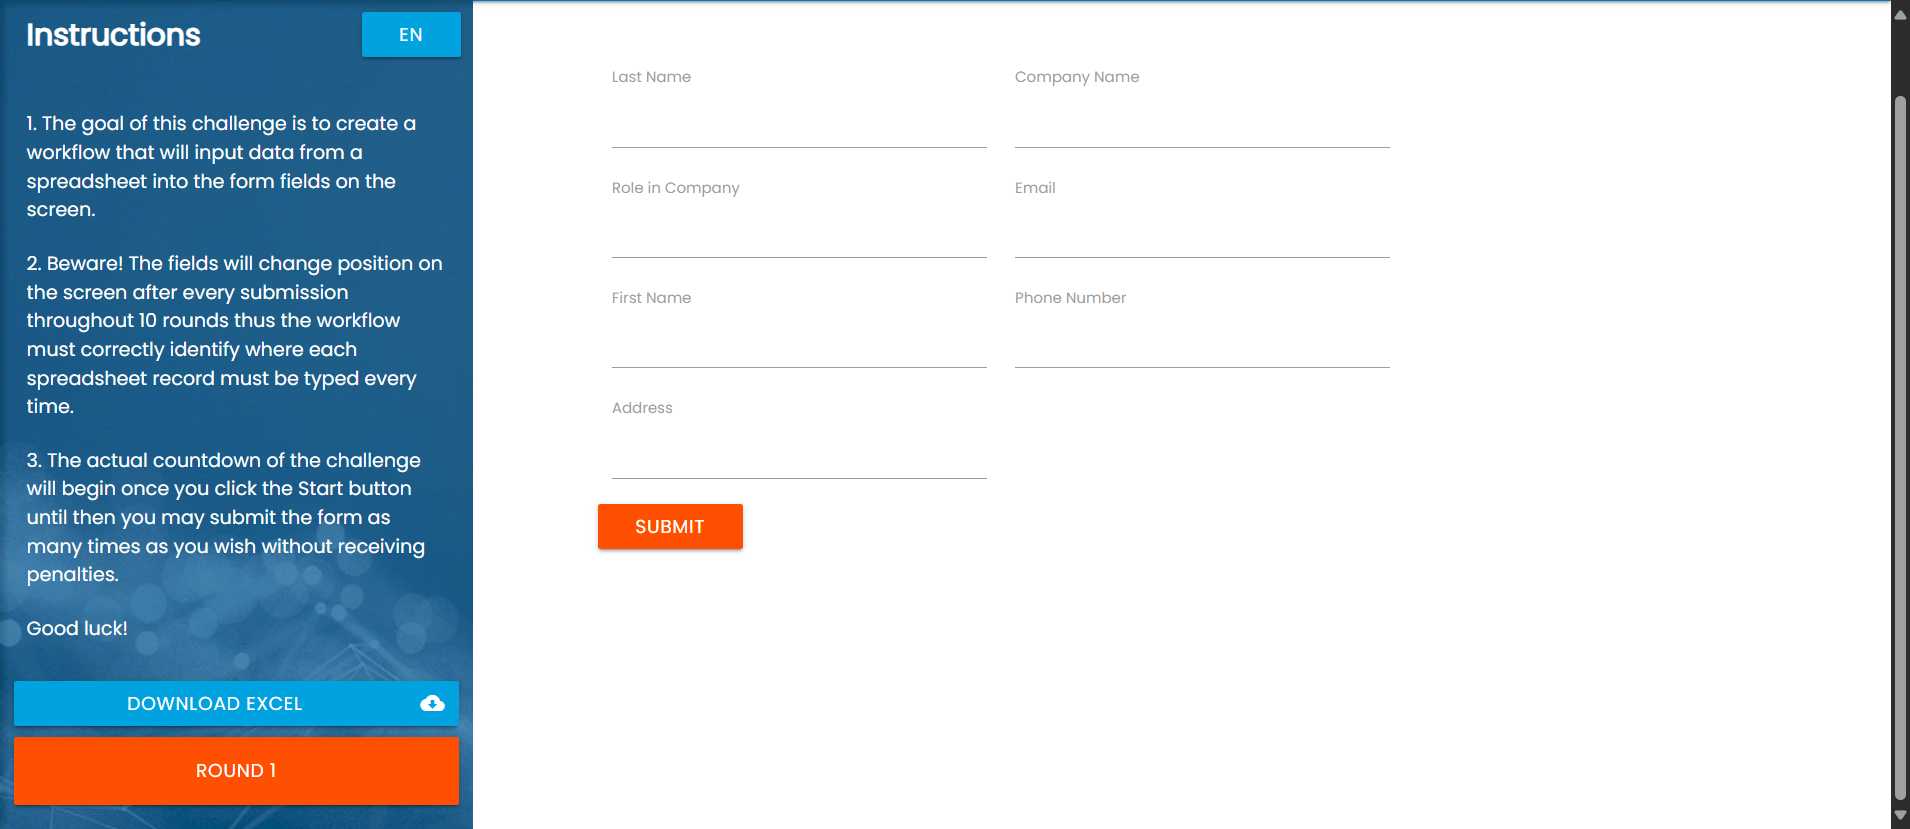 Instructions
EN
1. The goal of this challenge is to create a
workflow that will input data from a
spreadsheet into the form fields on the
screen.
2. Beware! The fields will change position on
the screen after every submission
throughout 10 rounds thus the workflow
must correctly identify where each
spreadsheet record must be typed every
time.
3. The actual countdown of the challenge
will begin once you click the Start button
until then you may submit the form as
many times as you wish without receiving
penalties.
Good luck!
DOWNLOAD EXCEL
ROUND 1
Last Name
Company Name
Role in Company
Email
First Name
Phone Number
Address
SUBMIT